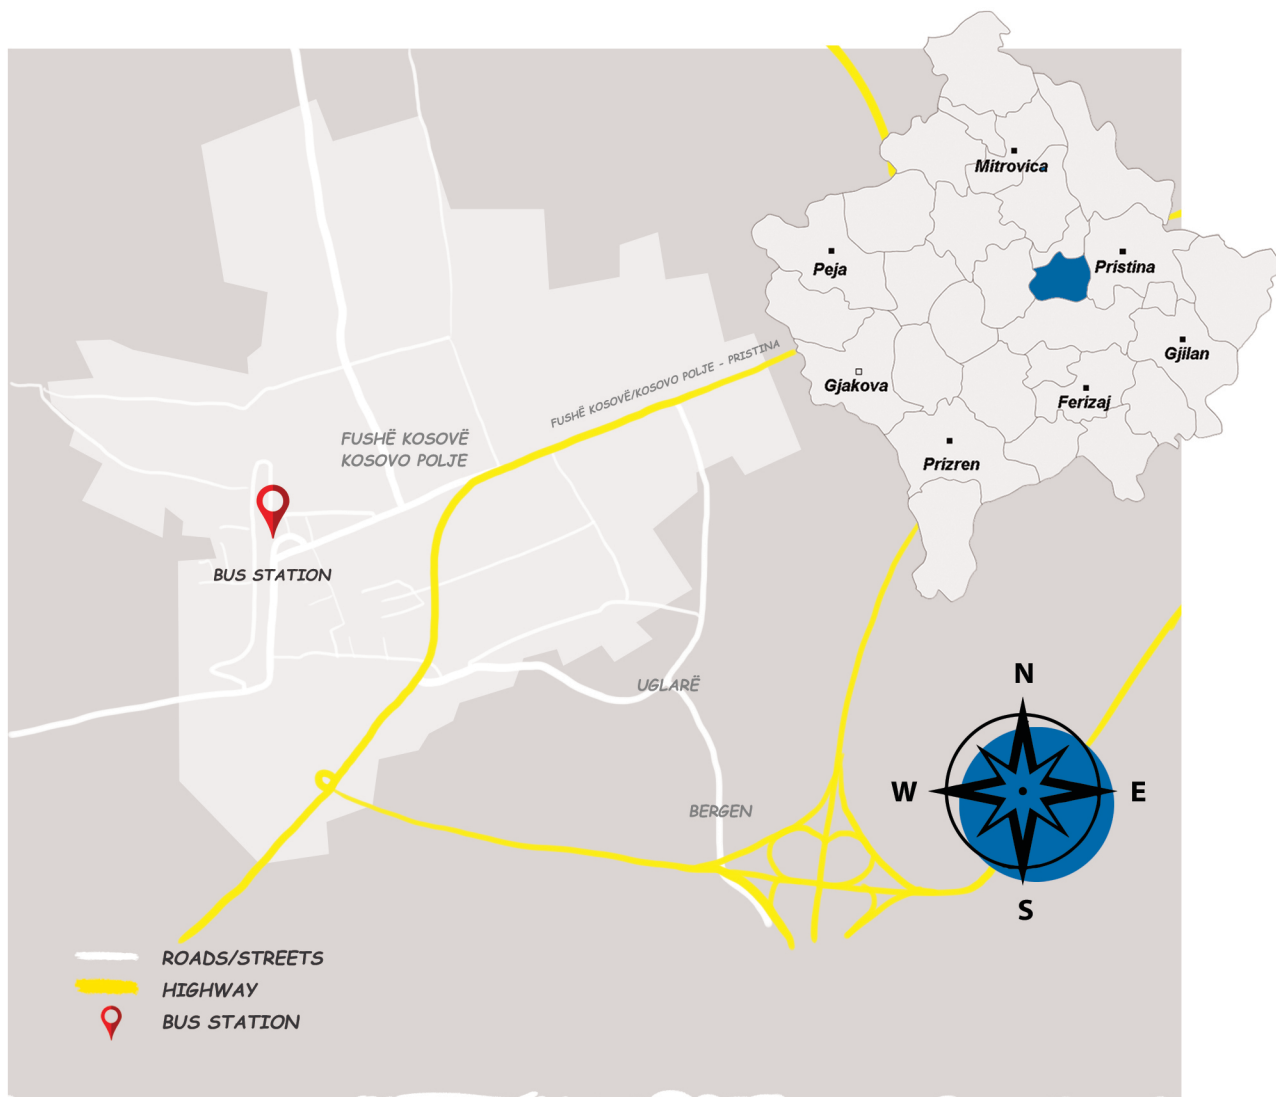 Mitrovica
Peja
Pristina
Gjilan
Gjakova
Ferizaj
Prizren
FUSHË KOSOVË/KOSOVO POLJE - PRISTINA
FUSHË KOSOVË
KOSOVO POLJE
BUS STATION
UGLARË
BERGEN
N
W
E
S
ROADS/STREETS
HIGHWAY
BUS STATION